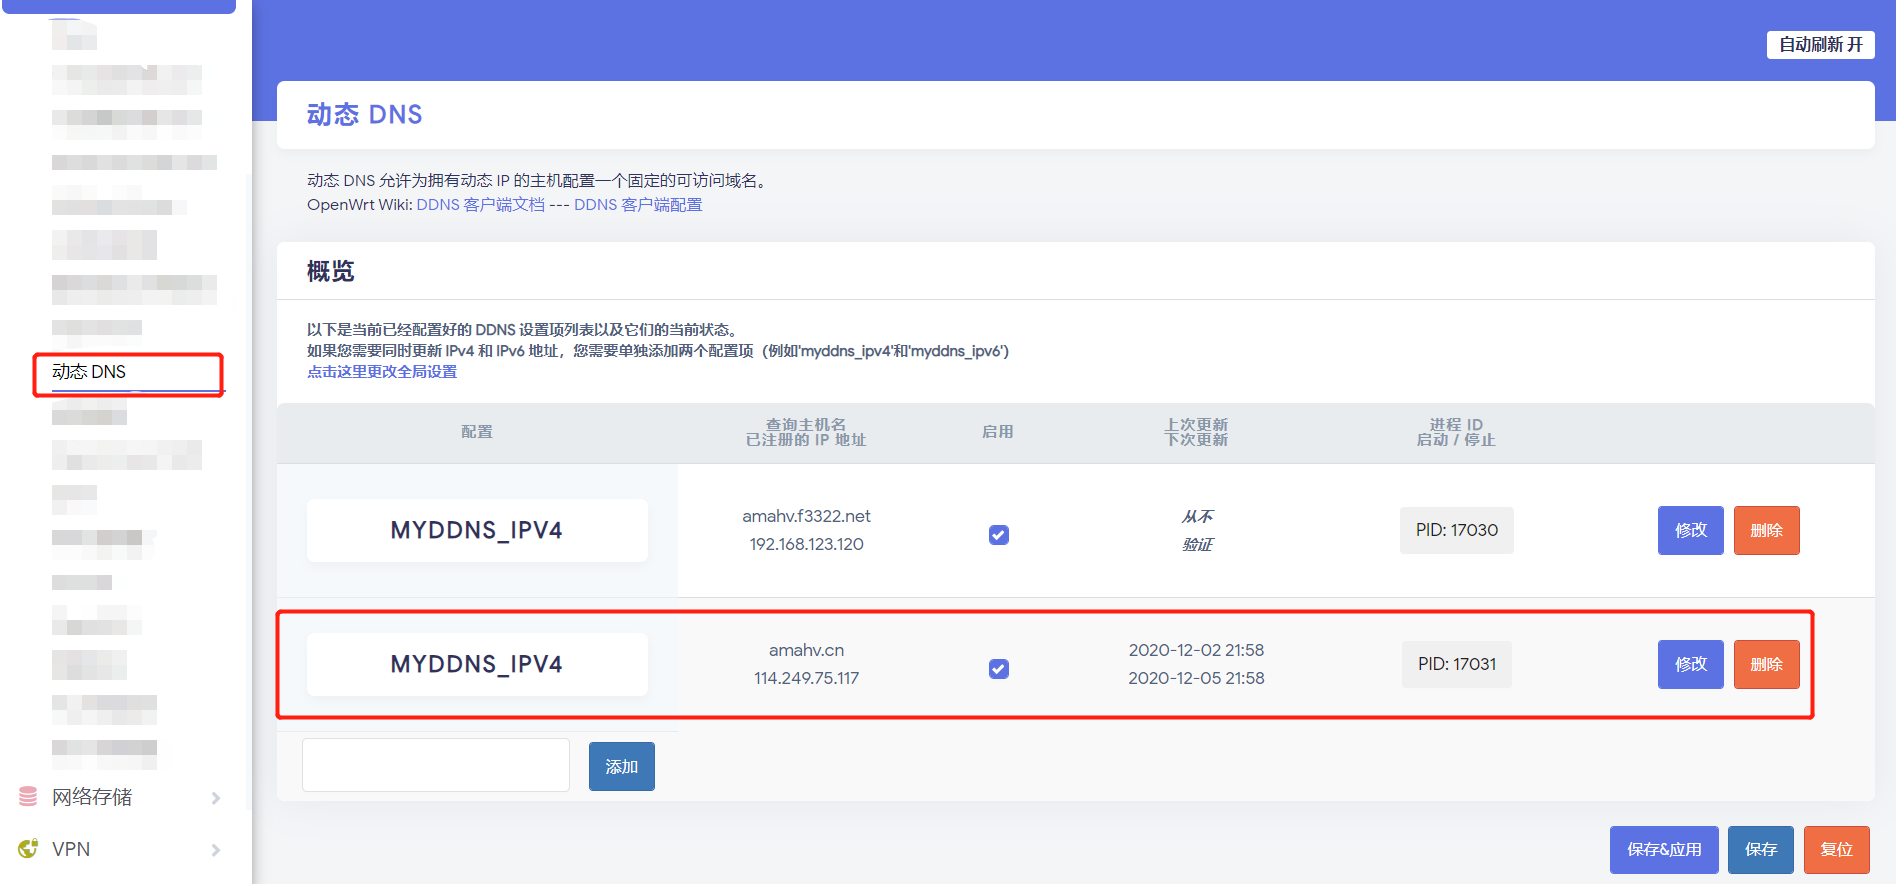 自动刷新 开
动态 DNS
动态 DNS 允许为拥有动态 IP 的主机配置一个固定的可访问域名。
OpenWrt Wiki: DDNS 客户端文档 --- DDNS 客户端配置
概览
以下是当前已经配置好的 DDNS 设置项列表以及它们的当前状态。
如果您需要同时更新 IPv4 和 IPv6 地址，您需要单独添加两个配置项（例如'myddns_ipv4'和'myddns_ipv6'）
点击这里更改全局设置
动态 DNS
配置
查询主机名
已注册的 IP 地址
启用
上次更新
下次更新
进程 ID
启动 / 停止
MYDDNS_IPV4
amahv.f3322.net
192.168.123.120
从不
验证
PID: 17030
修改
删除
MYDDNS_IPV4
amahv.cn
114.249.75.117
2020-12-02 21:58
2020-12-05 21:58
PID: 17031
修改
删除
添加
网络存储
VPN
保存&应用
保存
复位